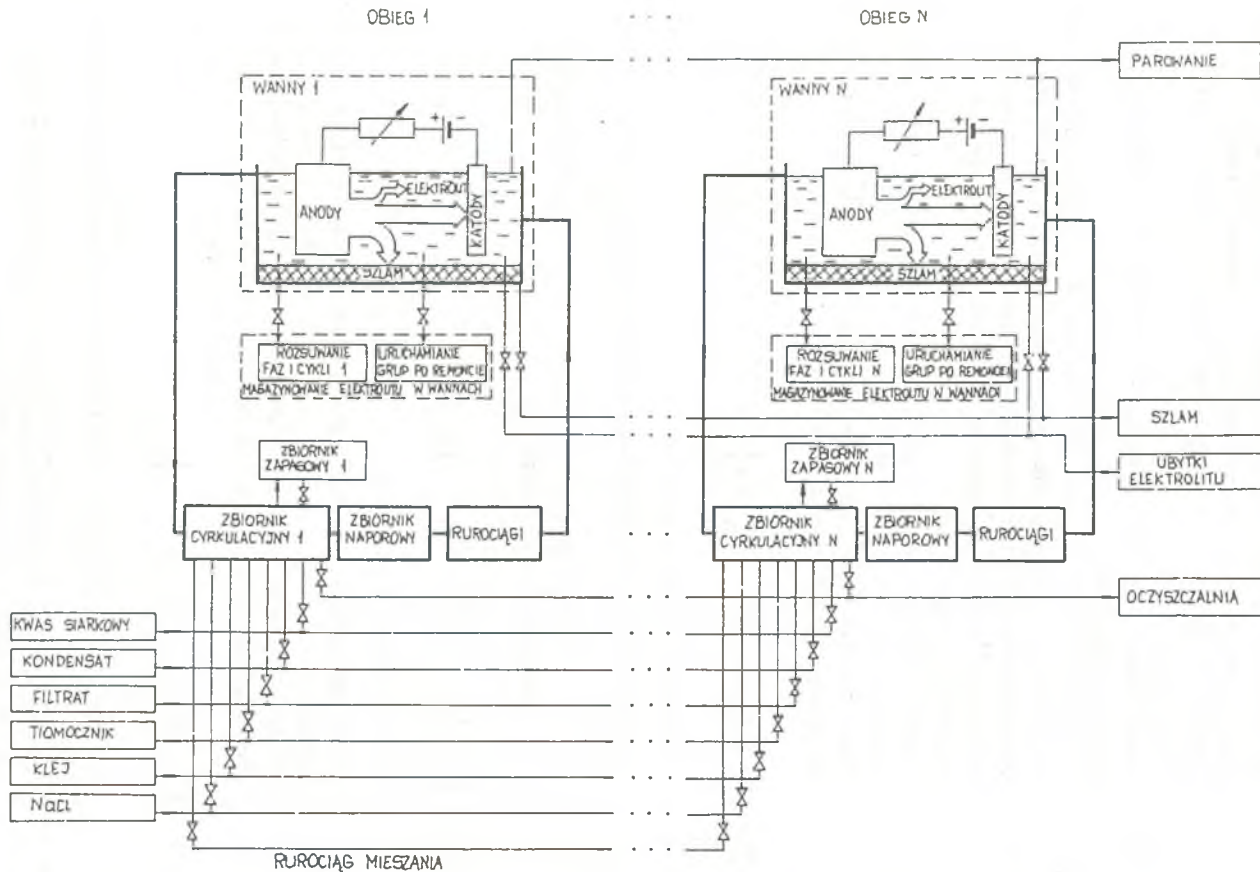 OBIEG 1
OBIEG N
PAROWANIE
WANNY 1
+ -
ELEKTROLIT
ANODY
KATODY
SZLAM
WANNY N
+ -
ELEKTROLIT
ANODY
KATODY
SZLAM
ROZSUWANIE
FAZ I CYKLI 1
URUCHAMIANIE
GRUP PO REMONCIE
MAGAZYNOWANIE ELEKTROLITU W WANNACH
ROZSUWANIE
FAZ I CYKLI N
URUCHAMIANIE
GRUP PO REMONCIE
MAGAZYNOWANIE ELEKTROLITU W WANNACH
SZLAM
UBYTKI
ELEKTROLITU
ZBIORNIK
ZAPASOWY 1
ZBIORNIK
ZAPASOWY N
ZBIORNIK
CYRKULACYJNY 1
ZBIORNIK
NAPOROWY
RUROCIĄGI
ZBIORNIK
CYRKULACYJNY N
ZBIORNIK
NAPOROWY
RUROCIĄGI
OCZYSZCZALNIA
KWAS SIARKOWY
KONDENSAT
FILTRAT
TIOMOCZNIK
KLEJ
NaCl
RUROCIĄG MIESZANIA